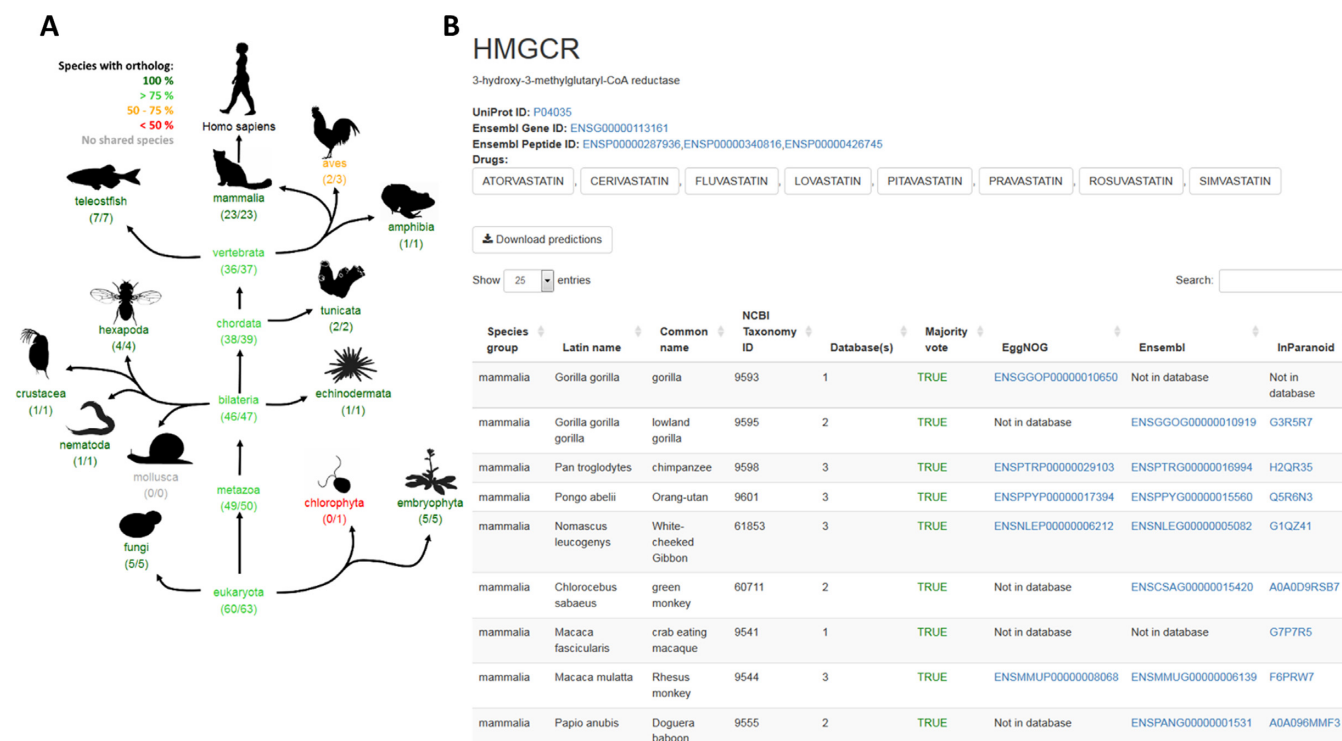 A
Species with ortholog:
100 %
> 75 %
50 - 75 %
< 50 %
No shared species
Homo sapiens
aves
(2/3)
teleostfish
(7/7)
mammalia
(23/23)
amphibia
(1/1)
vertebrata
(36/37)
hexapoda
(4/4)
chordata
(38/39)
tunicata
(2/2)
crustacea
(1/1)
bilateria
(46/47)
echinodermata
(1/1)
nematoda
(1/1)
mollusca
(0/0)
metazoa
(49/50)
chlorophyta
(0/1)
embryophyta
(5/5)
fungi
(5/5)
eukaryota
(60/63)
B
HMGCR
3-hydroxy-3-methylglutaryl-CoA reductase
UniProt ID: P04035
Ensembl Gene ID: ENSG00000113161
Ensembl Peptide ID: ENSP00000287936,ENSP00000340816,ENSP00000426745
Drugs:
ATORVASTATIN , CERIVASTATIN , FLUVASTATIN , LOVASTATIN , PITAVASTATIN , PRAVASTATIN , ROSUVASTATIN , SIMVASTATIN
Download predictions
Show 25 entries Search:
Species group Latin name Common name NCBI Taxonomy ID Database(s) Majority vote EggNOG Ensembl InParanoid
mammalia Gorilla gorilla gorilla 9593 1 TRUE ENSGGOP00000010650 Not in database Not in database
mammalia Gorilla gorilla gorilla lowland gorilla 9595 2 TRUE Not in database ENSGGOG00000010919 G3R5R7
mammalia Pan troglodytes chimpanzee 9598 3 TRUE ENSPTRP00000029103 ENSPTRG00000016994 H2QR35
mammalia Pongo abelii Orang-utan 9601 3 TRUE ENSPPYP00000017394 ENSPPYG00000015560 Q5R6N3
mammalia Nomascus leucogenys White-cheeked Gibbon 61853 3 TRUE ENSNLEP00000006212 ENSNLEG00000005082 G1QZ41
mammalia Chlorocebus sabaeus green monkey 60711 2 TRUE Not in database ENSCSAG00000015420 A0A0D9RSB7
mammalia Macaca fascicularis crab eating macaque 9541 1 TRUE Not in database Not in database G7P7R5
mammalia Macaca mulatta Rhesus monkey 9544 3 TRUE ENSMMUP00000008068 ENSMMUG00000006139 F6PRW7
mammalia Papio anubis Doguera baboon 9555 2 TRUE Not in database ENSPANG00000001531 A0A096MMF3